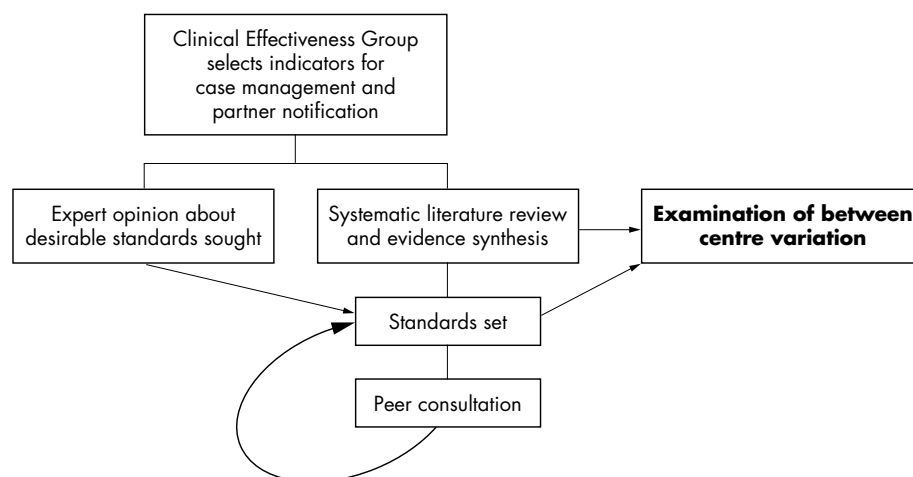 Clinical Effectiveness Group
selects indicators for
case management and
partner notification
Expert opinion about
desirable standards sought
Systematic literature review
and evidence synthesis
Examination of between
centre variation
Standards set
Peer consultation